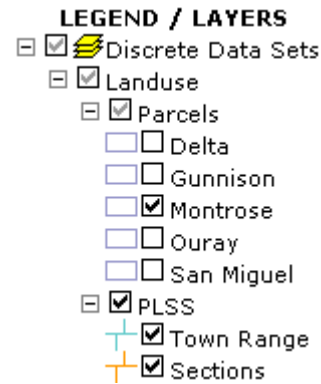 LEGEND / LAYERS
Discrete Data Sets
Landuse
Parcels
Delta
Gunnison
Montrose
Ouray
San Miguel
PLSS
Town Range
Sections